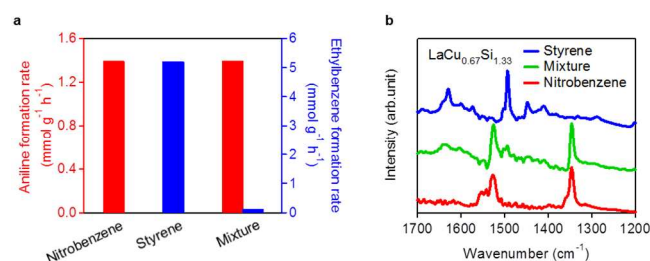 a
1.6
1.2
0.8
0.4
0.0
Aniline formation rate
(mmol g⁻¹ h⁻¹)
6
5
4
3
2
1
0
Ethylbenzene formation rate
(mmol g⁻¹ h⁻¹)
Nitrobenzene
Styrene
Mixture
b
LaCu₀.₆₇Si₁.₃₃
Styrene
Mixture
Nitrobenzene
Intensity (arb.unit)
1700 1600 1500 1400 1300 1200
Wavenumber (cm⁻¹)